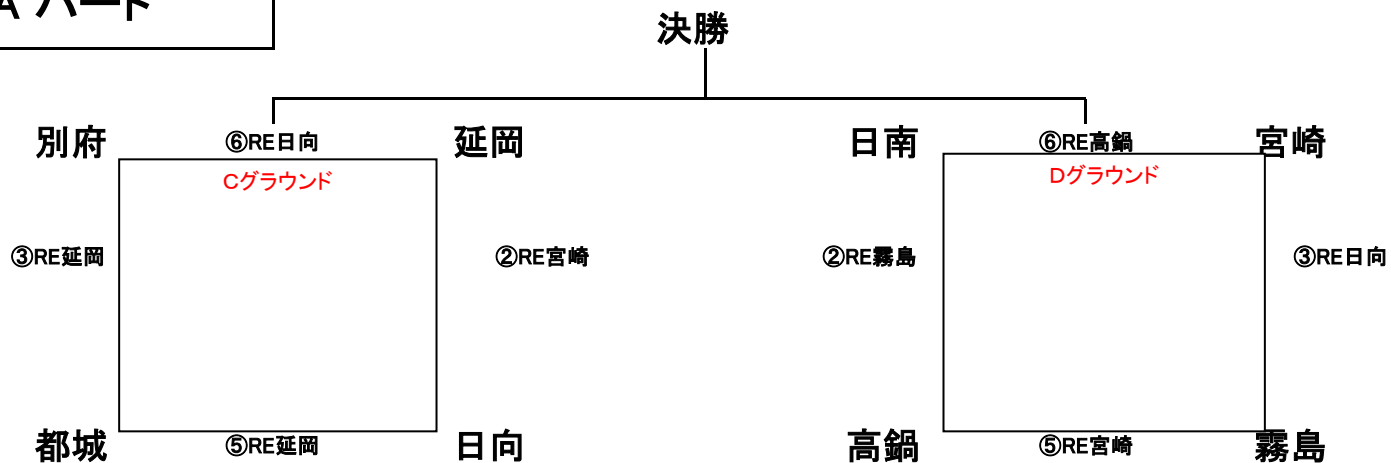 決勝
別府 ⑥RE日向 延岡 日南 ⑥RE高鍋 宮崎
Cグラウンド Dグラウンド
③RE延岡 ②RE宮崎 ②RE霧島 ③RE日向
都城 ⑤RE延岡 日向 高鍋 ⑤RE宮崎 霧島